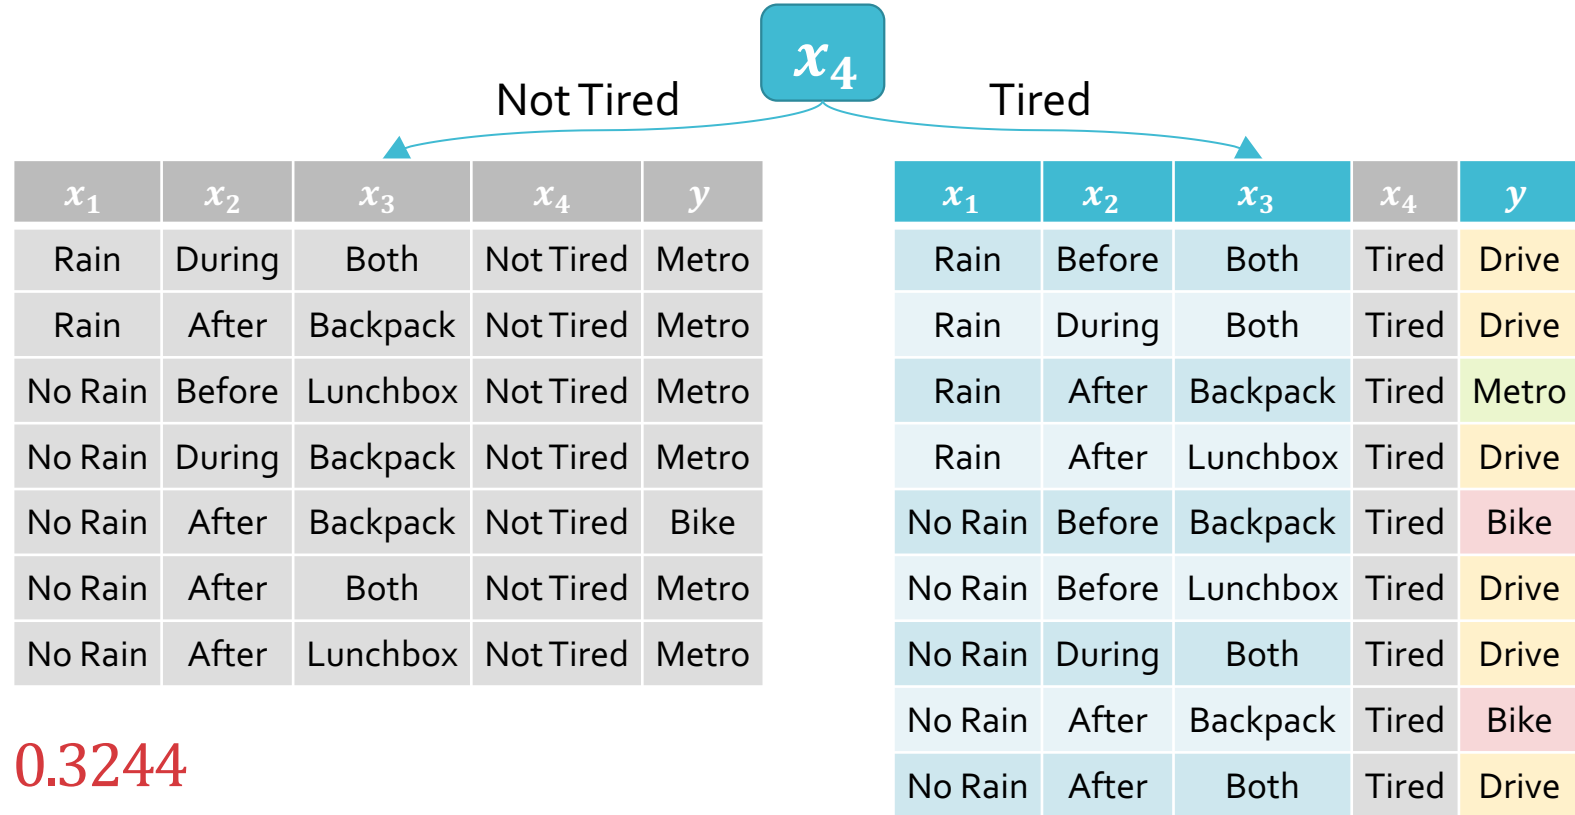 x₄
Not Tired Tired
x₁ x₂ x₃ x₄ y
Rain During Both Not Tired Metro
Rain After Backpack Not Tired Metro
No Rain Before Lunchbox Not Tired Metro
No Rain During Backpack Not Tired Metro
No Rain After Backpack Not Tired Bike
No Rain After Both Not Tired Metro
No Rain After Lunchbox Not Tired Metro
0.3244
x₁ x₂ x₃ x₄ y
Rain Before Both Tired Drive
Rain During Both Tired Drive
Rain After Backpack Tired Metro
Rain After Lunchbox Tired Drive
No Rain Before Backpack Tired Bike
No Rain Before Lunchbox Tired Drive
No Rain During Both Tired Drive
No Rain After Backpack Tired Bike
No Rain After Both Tired Drive